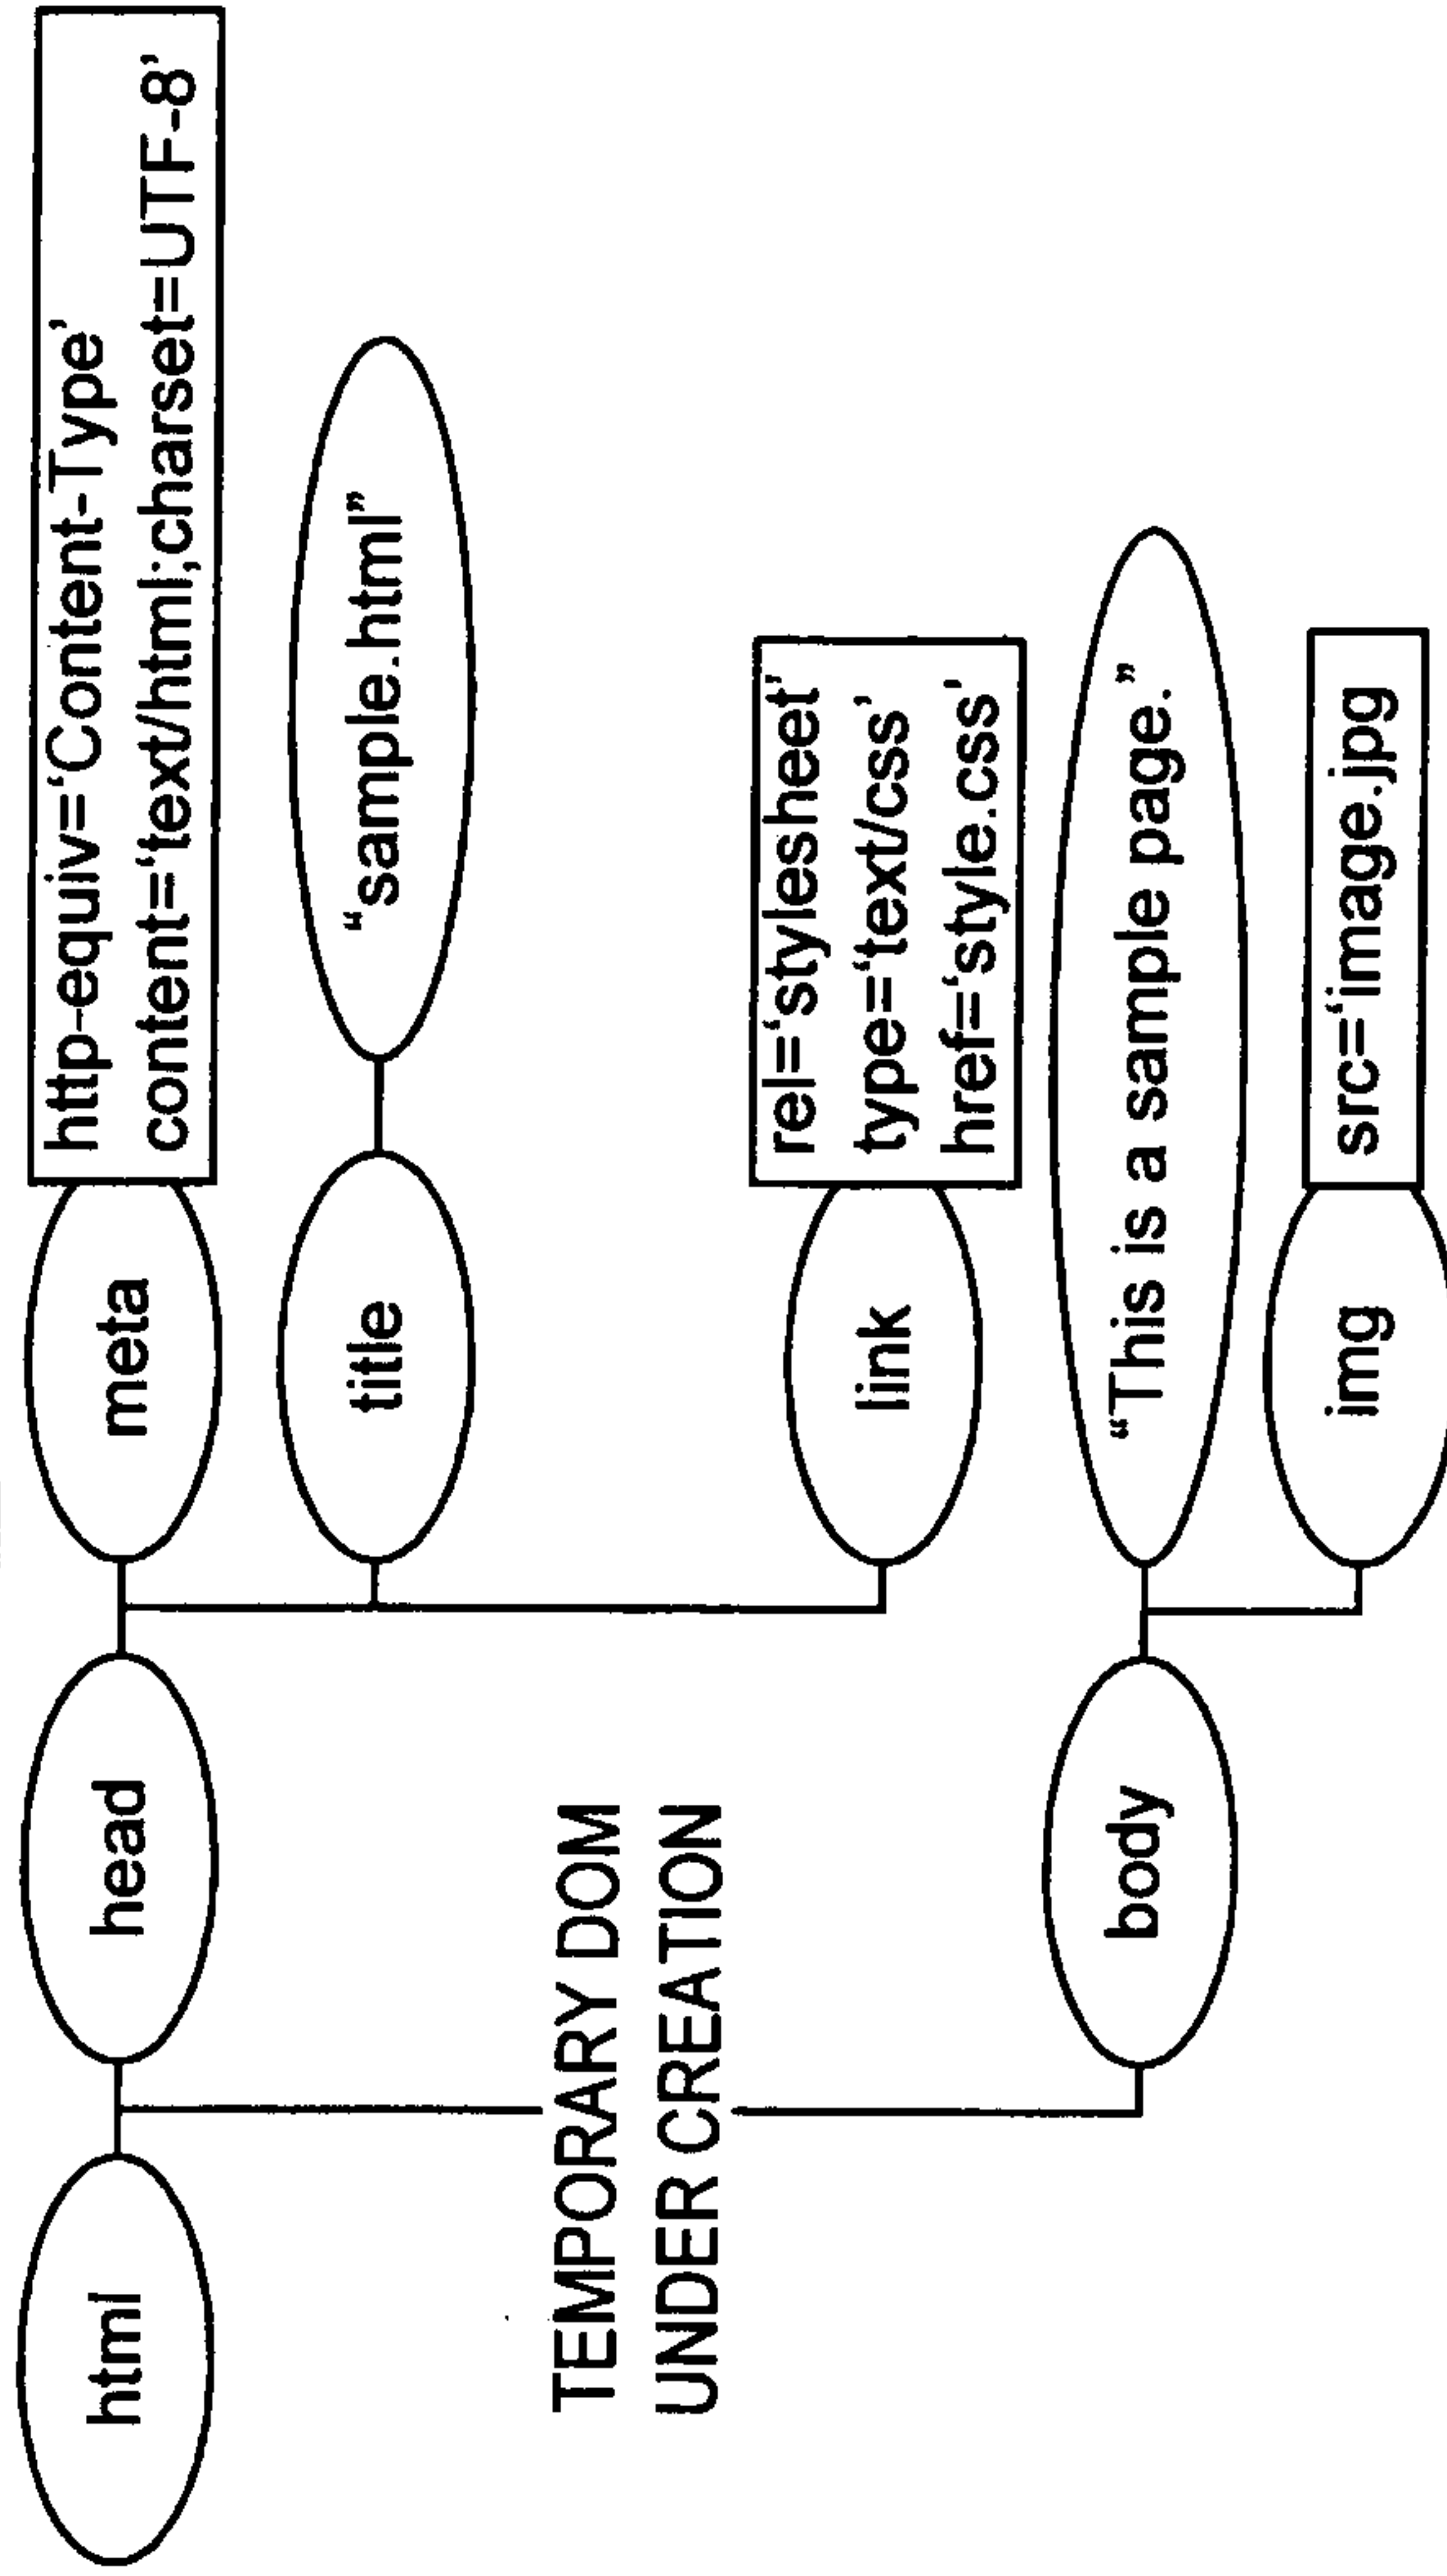 html
head
meta
http-equiv=‘Content-Type’
content=‘text/html;charset=UTF-8’
title
“sample.html”
TEMPORARY DOM
UNDER CREATION
link
rel=‘stylesheet’
type=‘text/css’
href=‘style.css’
body
“This is a sample page.”
img
src=‘image.jpg